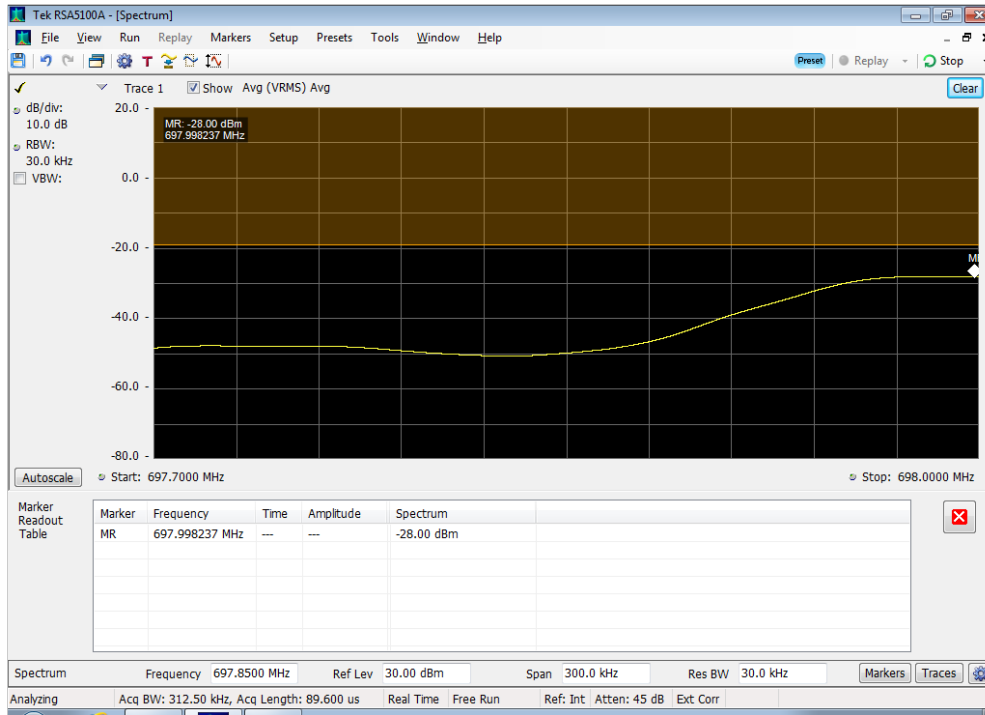 Tek RSA5100A - [Spectrum]
File View Run Replay Markers Setup Presets Tools Window Help
T Preset Replay Stop
Trace 1 Show Avg (VRMS) Avg Clear
dB/div:
10.0 dB
RBW:
30.0 kHz
VBW:
20.0
0.0
-20.0
-40.0
-60.0
-80.0
MR: -28.00 dBm
697.998237 MHz
Autoscale Start: 697.7000 MHz Stop: 698.0000 MHz
Marker Readout Table
Marker Frequency Time Amplitude Spectrum
MR 697.998237 MHz --- --- -28.00 dBm
Spectrum Frequency 697.8500 MHz Ref Lev 30.00 dBm Span 300.0 kHz Res BW 30.0 kHz Markers Traces
Analyzing Acq BW: 312.50 kHz, Acq Length: 89.600 us Real Time Free Run Ref: Int Atten: 45 dB Ext Corr